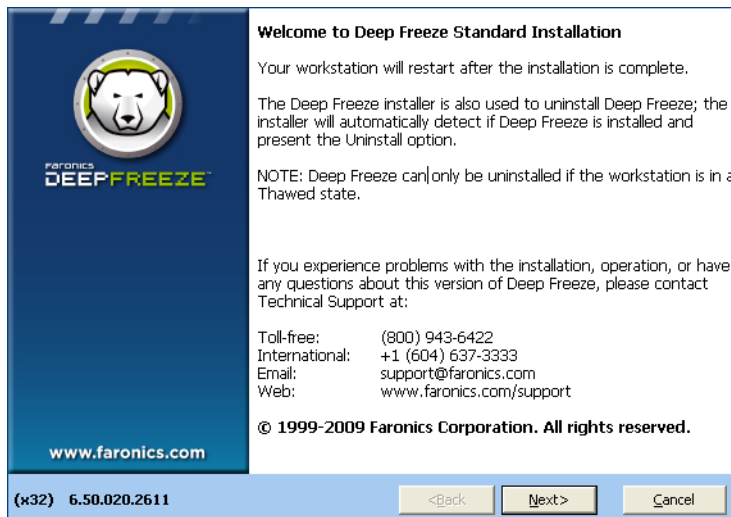 Welcome to Deep Freeze Standard Installation
Your workstation will restart after the installation is complete.
The Deep Freeze installer is also used to uninstall Deep Freeze; the
installer will automatically detect if Deep Freeze is installed and
present the Uninstall option.
NOTE: Deep Freeze can only be uninstalled if the workstation is in a
Thawed state.
If you experience problems with the installation, operation, or have
any questions about this version of Deep Freeze, please contact
Technical Support at:
Toll-free: (800) 943-6422
International: +1 (604) 637-3333
Email: support@faronics.com
Web: www.faronics.com/support
© 1999-2009 Faronics Corporation. All rights reserved.
FARONICS
DEEPFREEZE™
www.faronics.com
(x32) 6.50.020.2611
<Back Next> Cancel